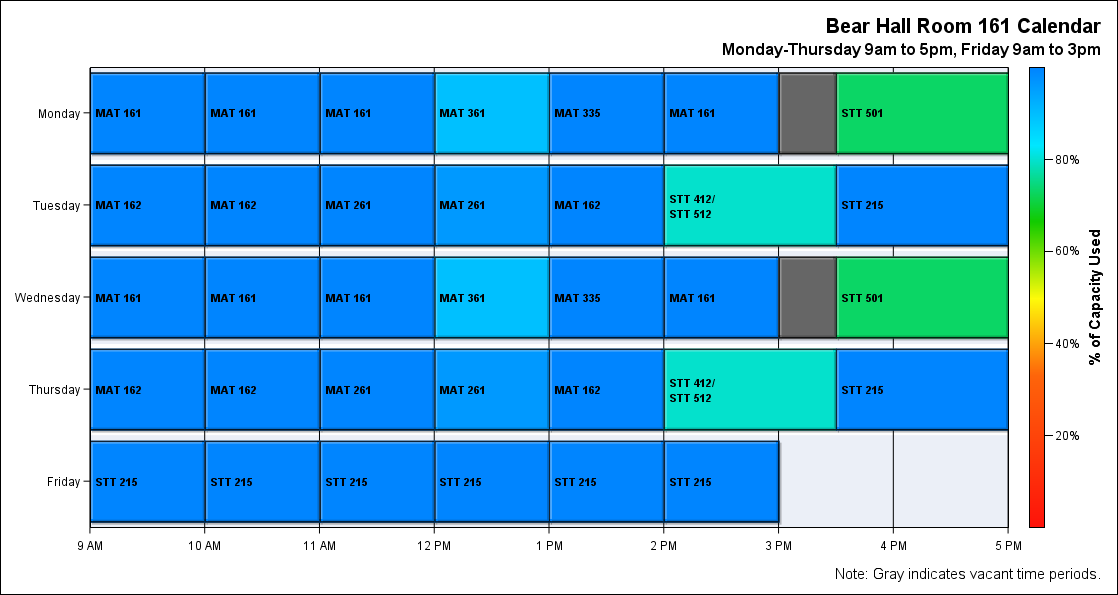 Bear Hall Room 161 Calendar
Monday-Thursday 9am to 5pm, Friday 9am to 3pm
Monday
MAT 161
MAT 161
MAT 161
MAT 361
MAT 335
MAT 161
STT 501
Tuesday
MAT 162
MAT 162
MAT 261
MAT 261
MAT 162
STT 412/
STT 512
STT 215
Wednesday
MAT 161
MAT 161
MAT 161
MAT 361
MAT 335
MAT 161
STT 501
Thursday
MAT 162
MAT 162
MAT 261
MAT 261
MAT 162
STT 412/
STT 512
STT 215
Friday
STT 215
STT 215
STT 215
STT 215
STT 215
STT 215
9 AM
10 AM
11 AM
12 PM
1 PM
2 PM
3 PM
4 PM
5 PM
80%
60%
40%
20%
% of Capacity Used
Note: Gray indicates vacant time periods.